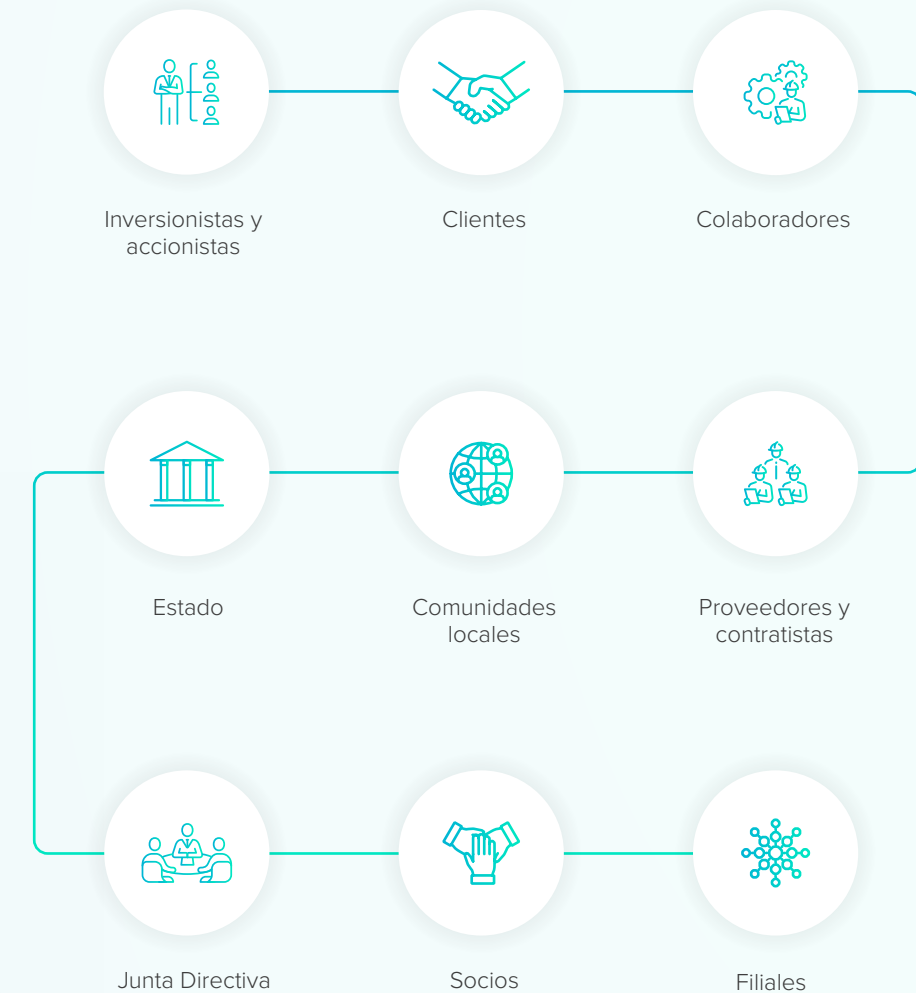 Inversionistas y
accionistas
Clientes
Colaboradores
Estado
Comunidades
locales
Proveedores y
contratistas
Junta Directiva
Socios
Filiales